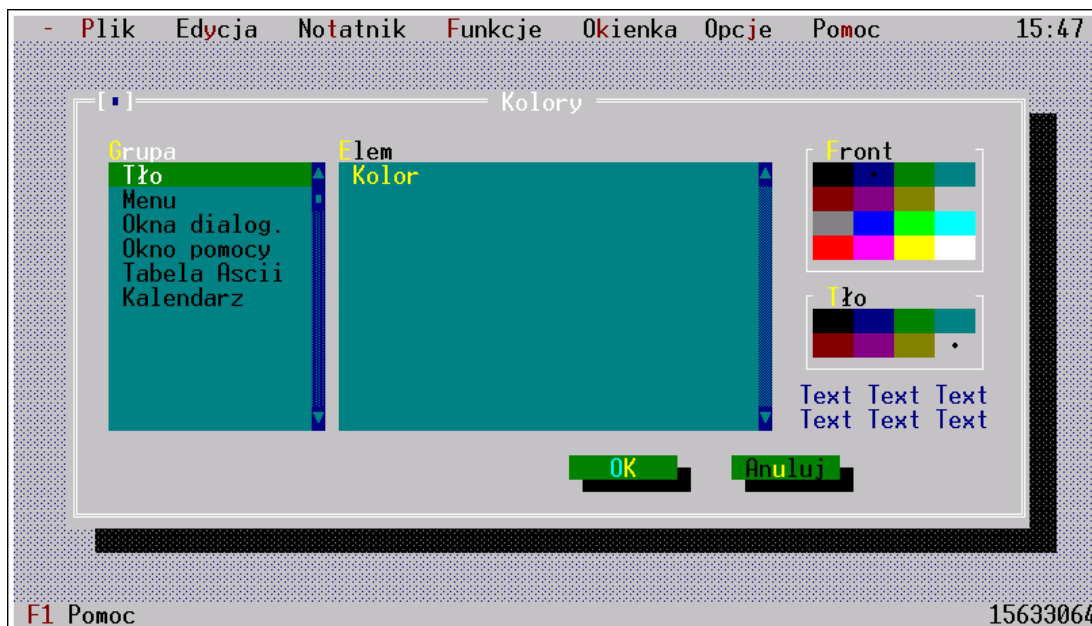 - Plik Edycja Notatnik Funkcje Okienka Opcje Pomoc 15:47
[▪] Kolory
Grupa Elem Front
Tło Kolor
Menu
Okna dialog.
Okno pomocy
Tabela Ascii
Kalendarz
Tło
Text Text Text
Text Text Text
OK Anuluj
F1 Pomoc 15633064